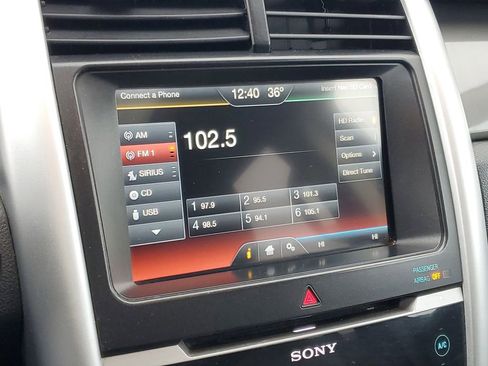 Connect a Phone 12:40 36° Insert Nav SD Card
AM
102.5
HD Radio
FM 1
Scan
SIRIUS
Options
CD
Direct Tune
USB
1 97.9 2 95.5 3 101.3
4 98.5 5 94.1 6 105.1
HI HI
PASSENGER
AIRBAG OFF
SONY
A/C